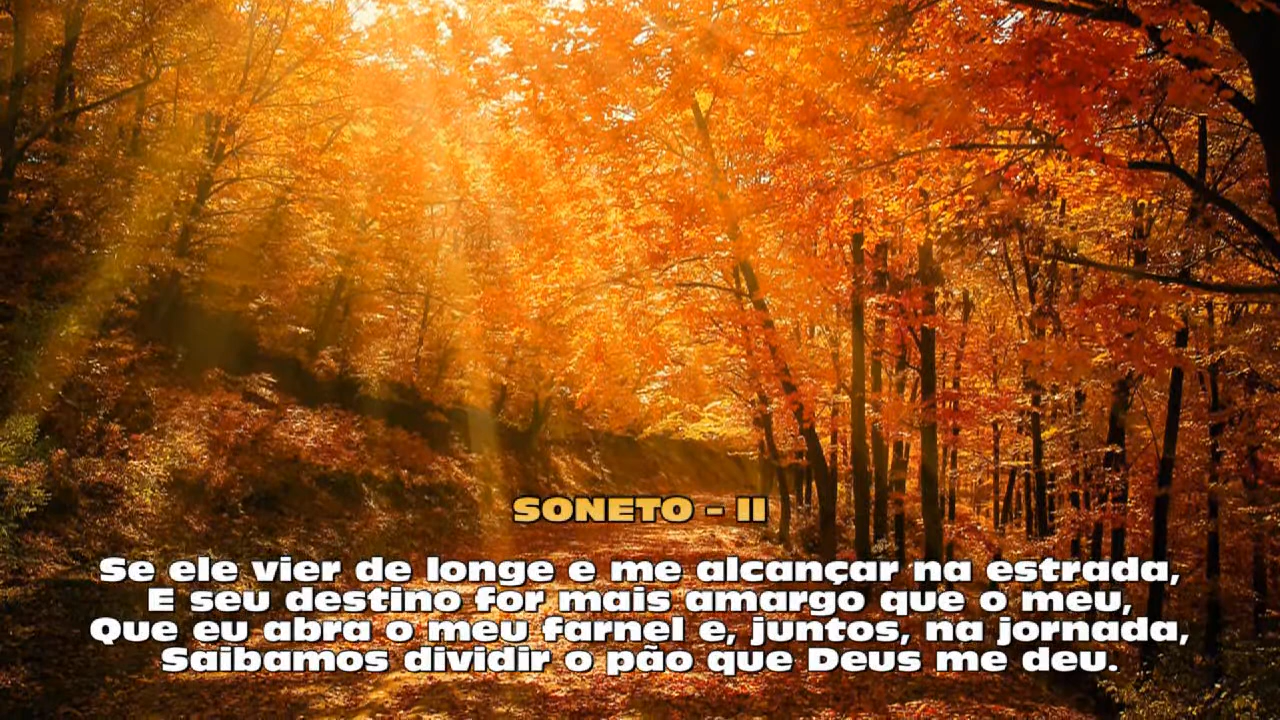 SONETO - II
Se ele vier de longe e me alcançar na estrada,
E seu destino for mais amargo que o meu,
Que eu abra o meu farnel e, juntos, na jornada,
Saibamos dividir o pão que Deus me deu.